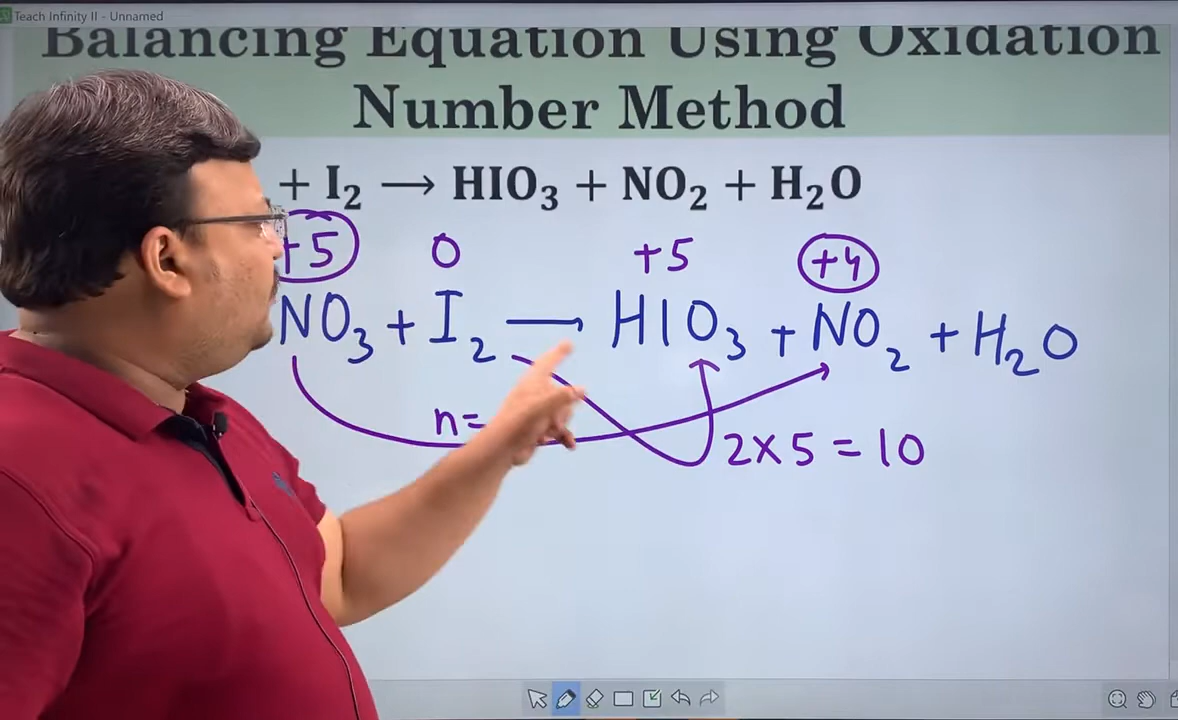 Teach Infinity II - Unnamed
Balancing Equation Using Oxidation
Number Method
+ I₂ ⟶ HIO₃ + NO₂ + H₂O
+5 0 +5 +4
NO₃ + I₂ ⟶ HIO₃ + NO₂ + H₂O
n=
2×5 = 10